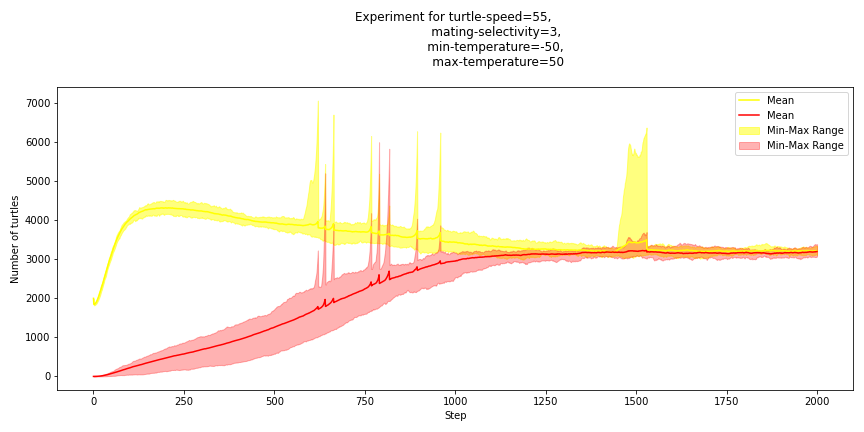 Experiment for turtle-speed=55,
mating-selectivity=3,
min-temperature=-50,
max-temperature=50
Number of turtles
7000
6000
5000
4000
3000
2000
1000
0
Mean
Mean
Min-Max Range
Min-Max Range
0 250 500 750 1000 1250 1500 1750 2000
Step